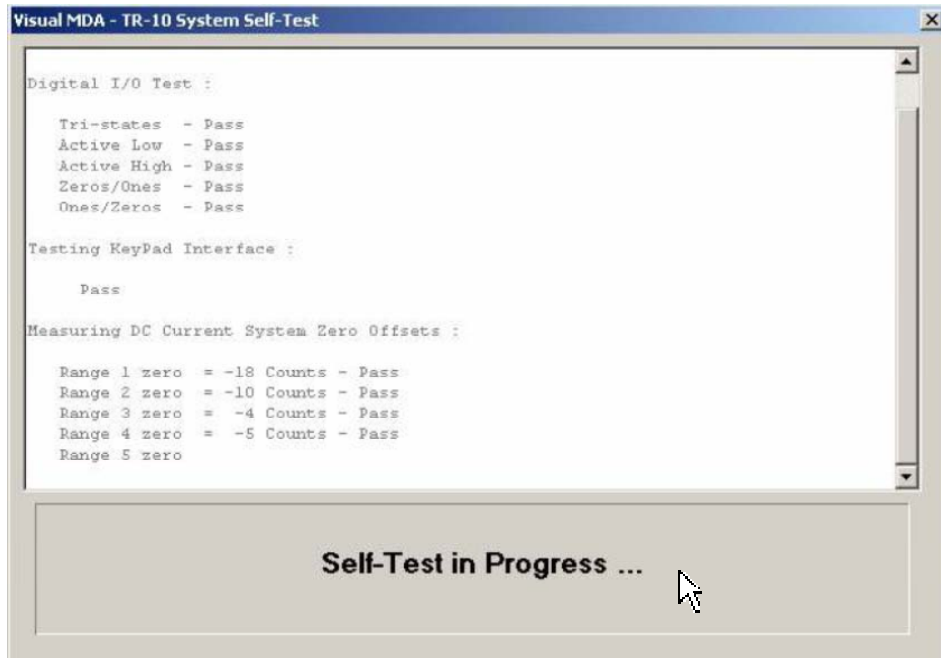 Visual MDA - TR-10 System Self-Test
Digital I/O Test :
Tri-states - Pass
Active Low - Pass
Active High - Pass
Zeros/Ones - Pass
Ones/Zeros - Pass
Testing KeyPad Interface :
Pass
Measuring DC Current System Zero Offsets :
Range 1 zero = -18 Counts - Pass
Range 2 zero = -10 Counts - Pass
Range 3 zero = -4 Counts - Pass
Range 4 zero = -5 Counts - Pass
Range 5 zero
Self-Test in Progress ...